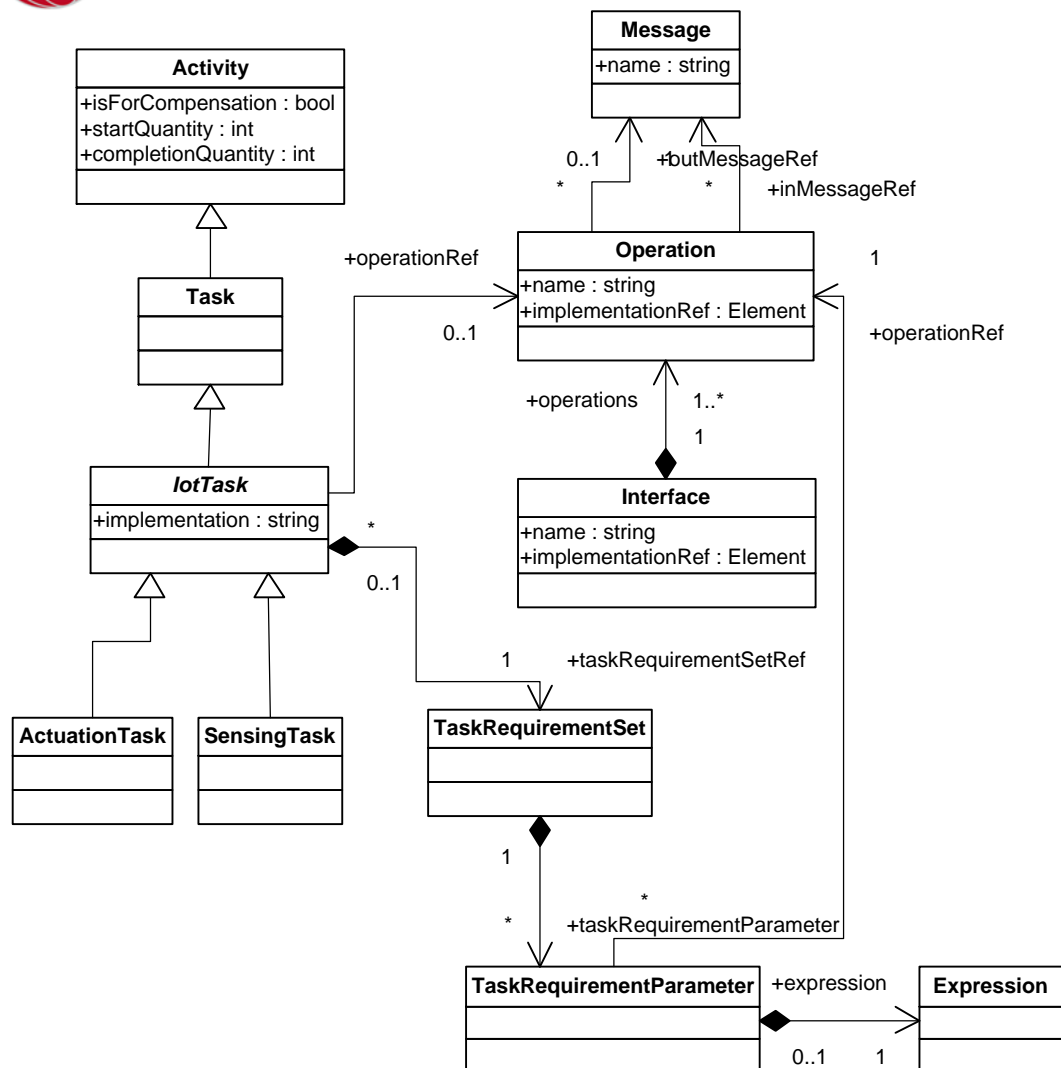 Message
+name : string
Activity
+isForCompensation : bool
+startQuantity : int
+completionQuantity : int
0..1
+outMessageRef
1
*
*
+inMessageRef
Operation
+name : string
+implementationRef : Element
+operationRef
0..1
1
+operationRef
Task
+operations
1..*
1
IotTask
+implementation : string
*
0..1
Interface
+name : string
+implementationRef : Element
1
+taskRequirementSetRef
ActuationTask
SensingTask
TaskRequirementSet
1
*
*
+taskRequirementParameter
TaskRequirementParameter
+expression
Expression
0..1
1